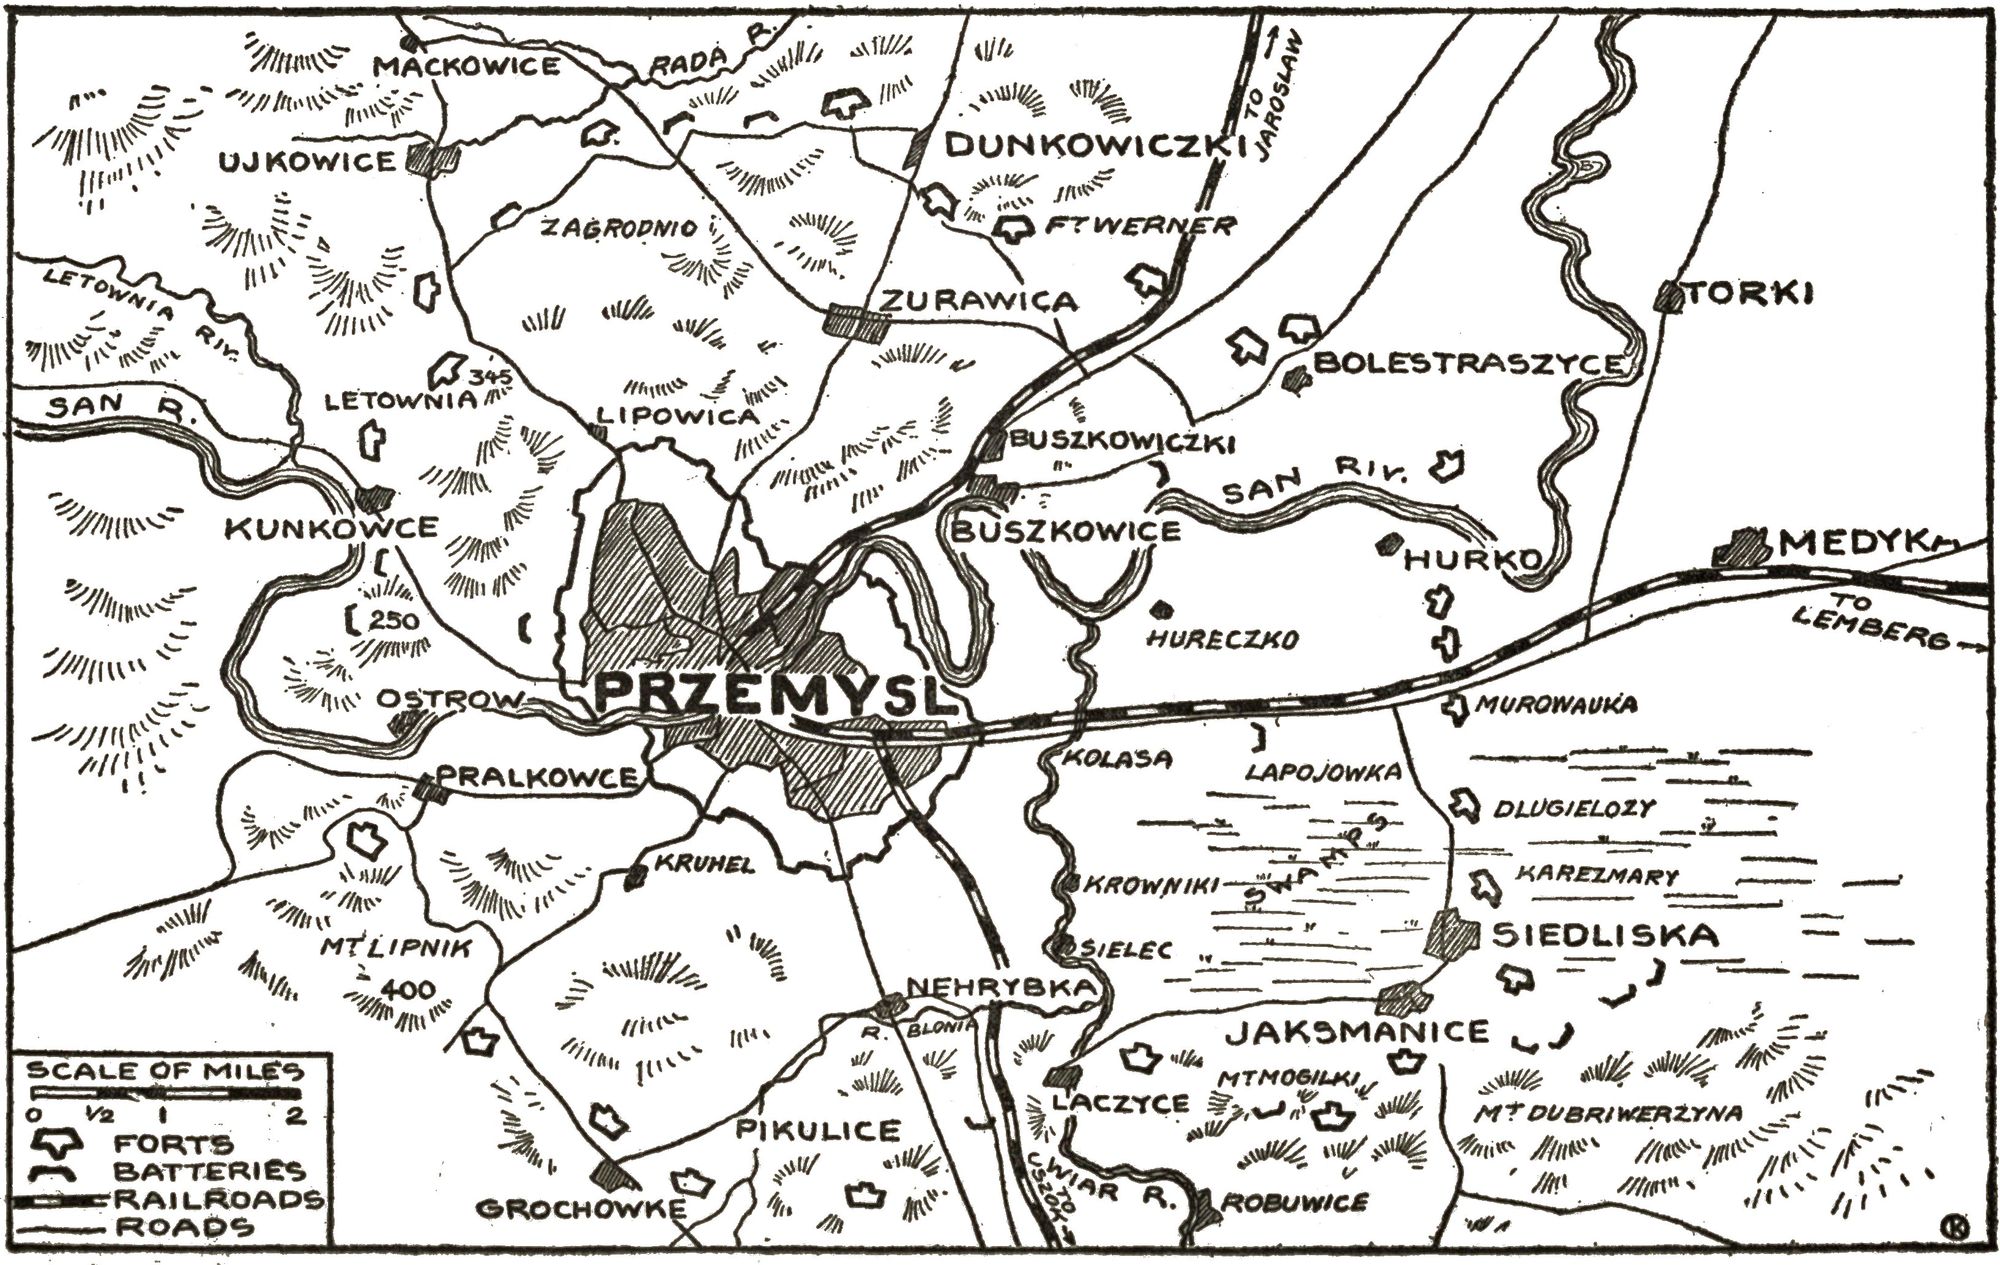 MACKOWICE
RADA R.
TO
JAROSLAW
UJKOWICE
DUNKOWICZKI
ZAGRODNIO
FT WERNER
LETOWNIA RIV.
ZURAWICA
TORKI
BOLESTRASZYCE
345
LETOWNIA
SAN R.
LIPOWICA
BUSZKOWICZKI
SAN RIV.
KUNKOWCE
BUSZKOWICE
HURKO
MEDYKA
TO
LEMBERG
250
HURECZKO
OSTROW
PRZEMYSL
MUROWAUKA
KOLASA
LAPOJOWKA
PRALKOWCE
DLUGIELOZY
SWAMPS
KRUHEL
KROWNIKI
KAREZMARY
MT LIPNIK
400
SIELEC
SIEDLISKA
NEHRYBKA
R. BLONIA
JAKSMANICE
MT MOGILKI
LACZYCE
MT DUBRIWERZYNA
PIKULICE
GROCHOWKE
TO
USZOK
WIAR R.
ROBUWICE
SCALE OF MILES
0 1/2 1 2
FORTS
BATTERIES
RAILROADS
ROADS
K